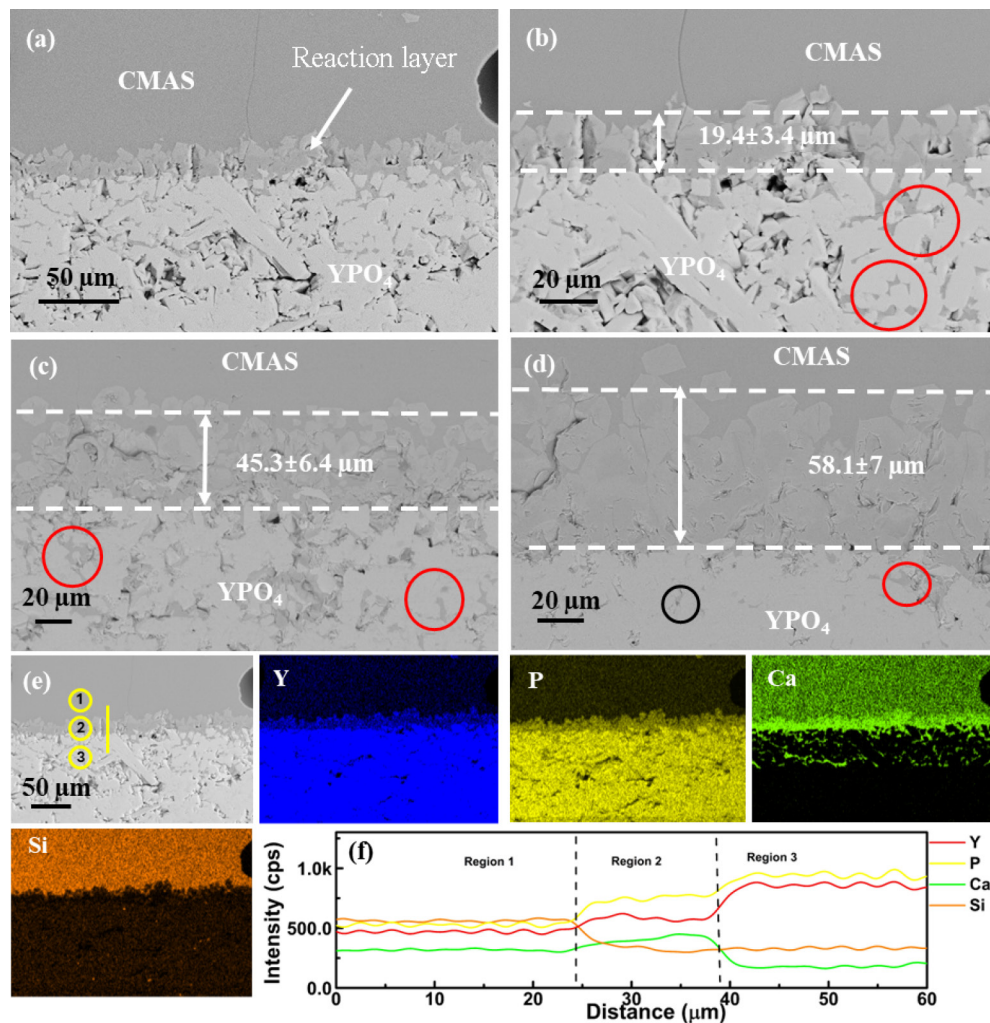 (a)
CMAS
Reaction layer
YPO₄
50 μm
(b)
CMAS
19.4±3.4 μm
YPO₄
20 μm
(c)
CMAS
45.3±6.4 μm
YPO₄
20 μm
(d)
CMAS
58.1±7 μm
20 μm
YPO₄
(e)
1
2
3
50 μm
Y
P
Ca
Si
(f)
Region 1
Region 2
Region 3
Y
P
Ca
Si
Intensity (cps)
1.0k
500.0
0.0
0
10
20
30
40
50
60
Distance (μm)